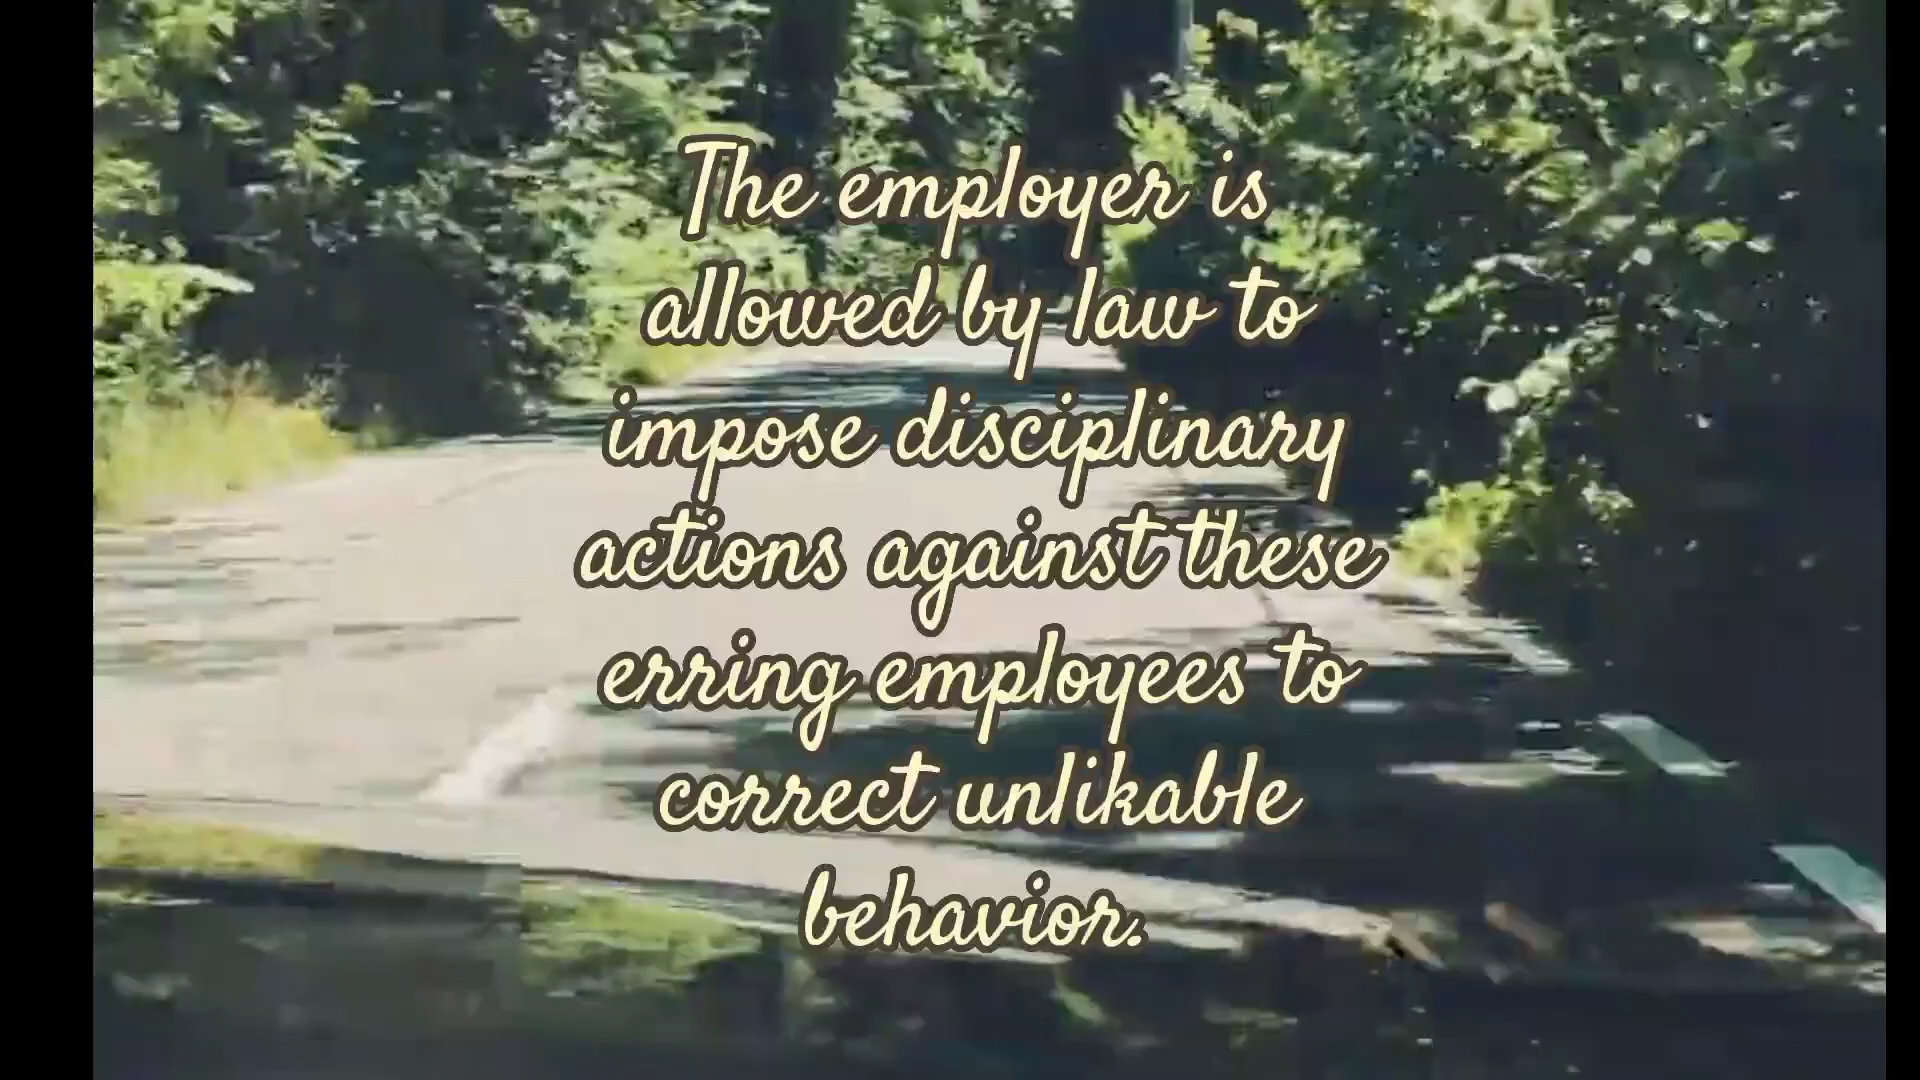 The employer is
allowed by law to
impose disciplinary
actions against these
erring employees to
correct unlikable
behavior.